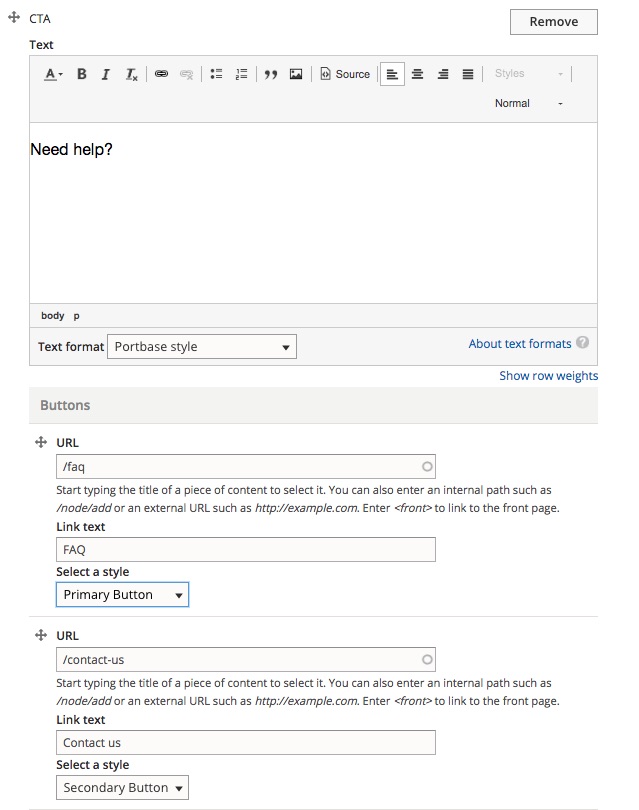 CTA
Remove
Text
A B I Tx Source Styles
Normal
Need help?
body p
Text format Portbase style About text formats ?
Show row weights
Buttons
URL
/faq
Start typing the title of a piece of content to select it. You can also enter an internal path such as
/node/add or an external URL such as http://example.com. Enter <front> to link to the front page.
Link text
FAQ
Select a style
Primary Button
URL
/contact-us
Start typing the title of a piece of content to select it. You can also enter an internal path such as
/node/add or an external URL such as http://example.com. Enter <front> to link to the front page.
Link text
Contact us
Select a style
Secondary Button